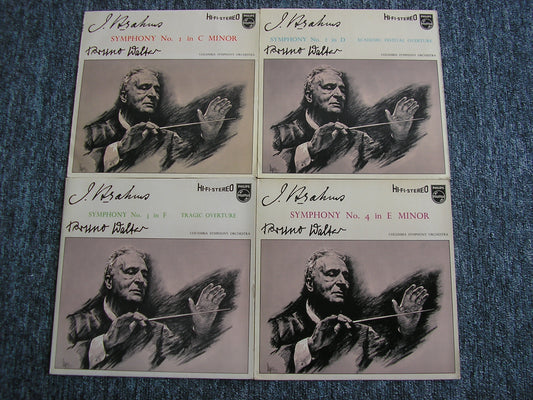 J. Brahms
HI-FI-STEREO
PHILIPS
SYMPHONY No. 1 in C MINOR
Bruno Walter
COLUMBIA SYMPHONY ORCHESTRA
J. Brahms
HI-FI-STEREO
PHILIPS
SYMPHONY No. 2 in D ACADEMIC FESTIVAL OVERTURE
Bruno Walter
COLUMBIA SYMPHONY ORCHESTRA
J. Brahms
HI-FI-STEREO
PHILIPS
SYMPHONY No. 3 in F TRAGIC OVERTURE
Bruno Walter
COLUMBIA SYMPHONY ORCHESTRA
J. Brahms
HI-FI-STEREO
PHILIPS
SYMPHONY No. 4 in E MINOR
Bruno Walter
COLUMBIA SYMPHONY ORCHESTRA